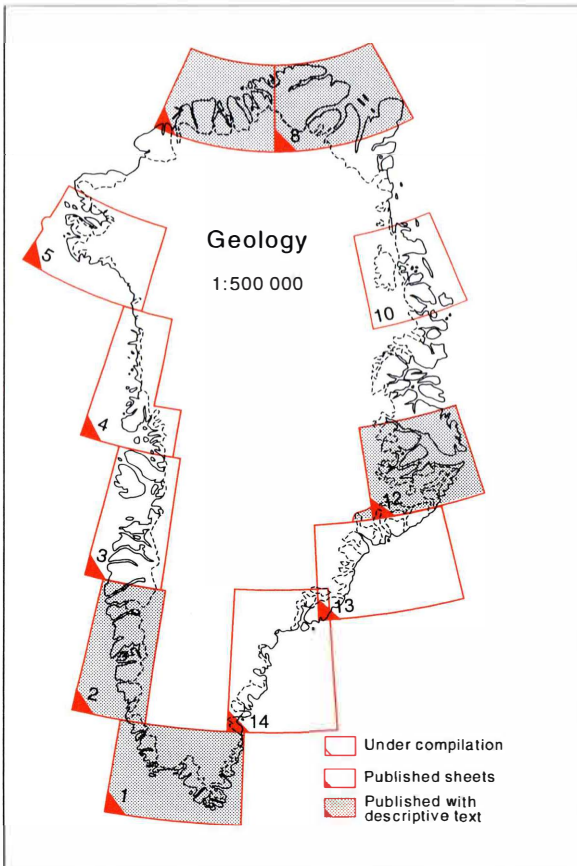 7
8
5
Geology
1:500 000
10
4
12
3
13
2
14
Under compilation
Published sheets
1
Published with
descriptive text